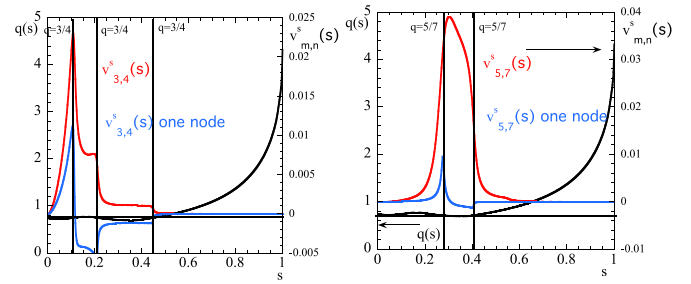 q(s)
q=3/4
q=3/4
q=3/4
0.025
v^s_{m,n}(s)
5
4
3
2
1
0
0.02
0.015
0.01
0.005
0
-0.005
v^s_{3,4}(s)
v^s_{3,4}(s) one node
0 0.2 0.4 0.6 0.8 1
s
q(s)
q=5/7
q=5/7
0.04
v^s_{m,n}(s)
5
4
3
2
1
0
0.03
0.02
0.01
0
-0.01
v^s_{5,7}(s)
v^s_{5,7}(s) one node
q(s)
0 0.2 0.4 0.6 0.8 1
s